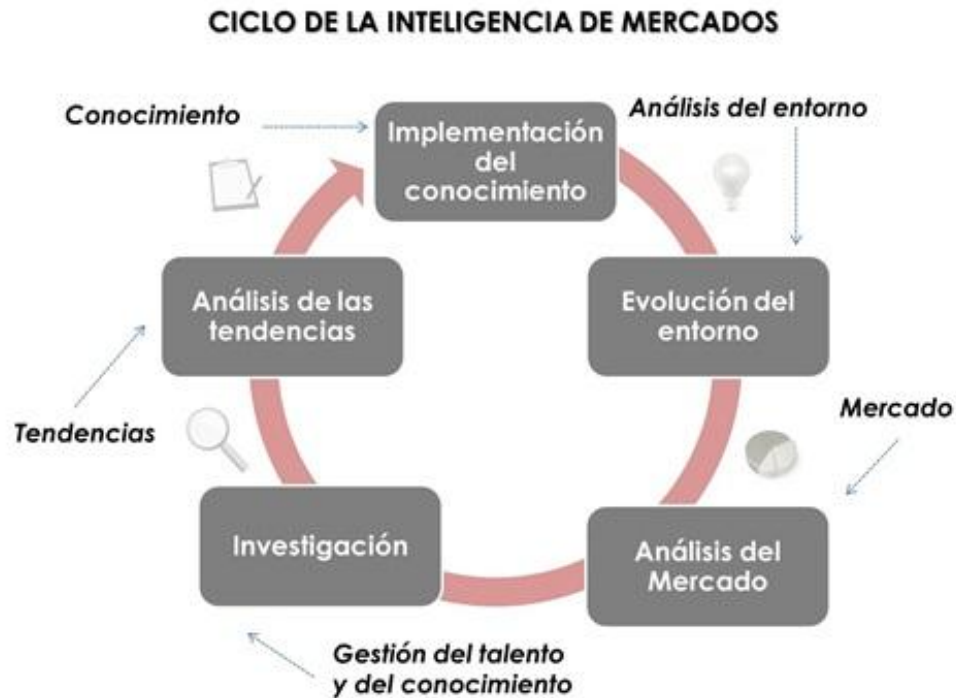 CICLO DE LA INTELIGENCIA DE MERCADOS
Conocimiento
Implementación
del
conocimiento
Análisis del entorno
Análisis de las
tendencias
Evolución del
entorno
Tendencias
Mercado
Investigación
Análisis del
Mercado
Gestión del talento
y del conocimiento